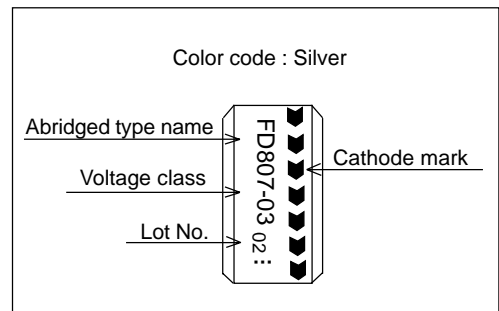 Color code : Silver
Abridged type name
Voltage class
Lot No.
FD807-03 02
Cathode mark